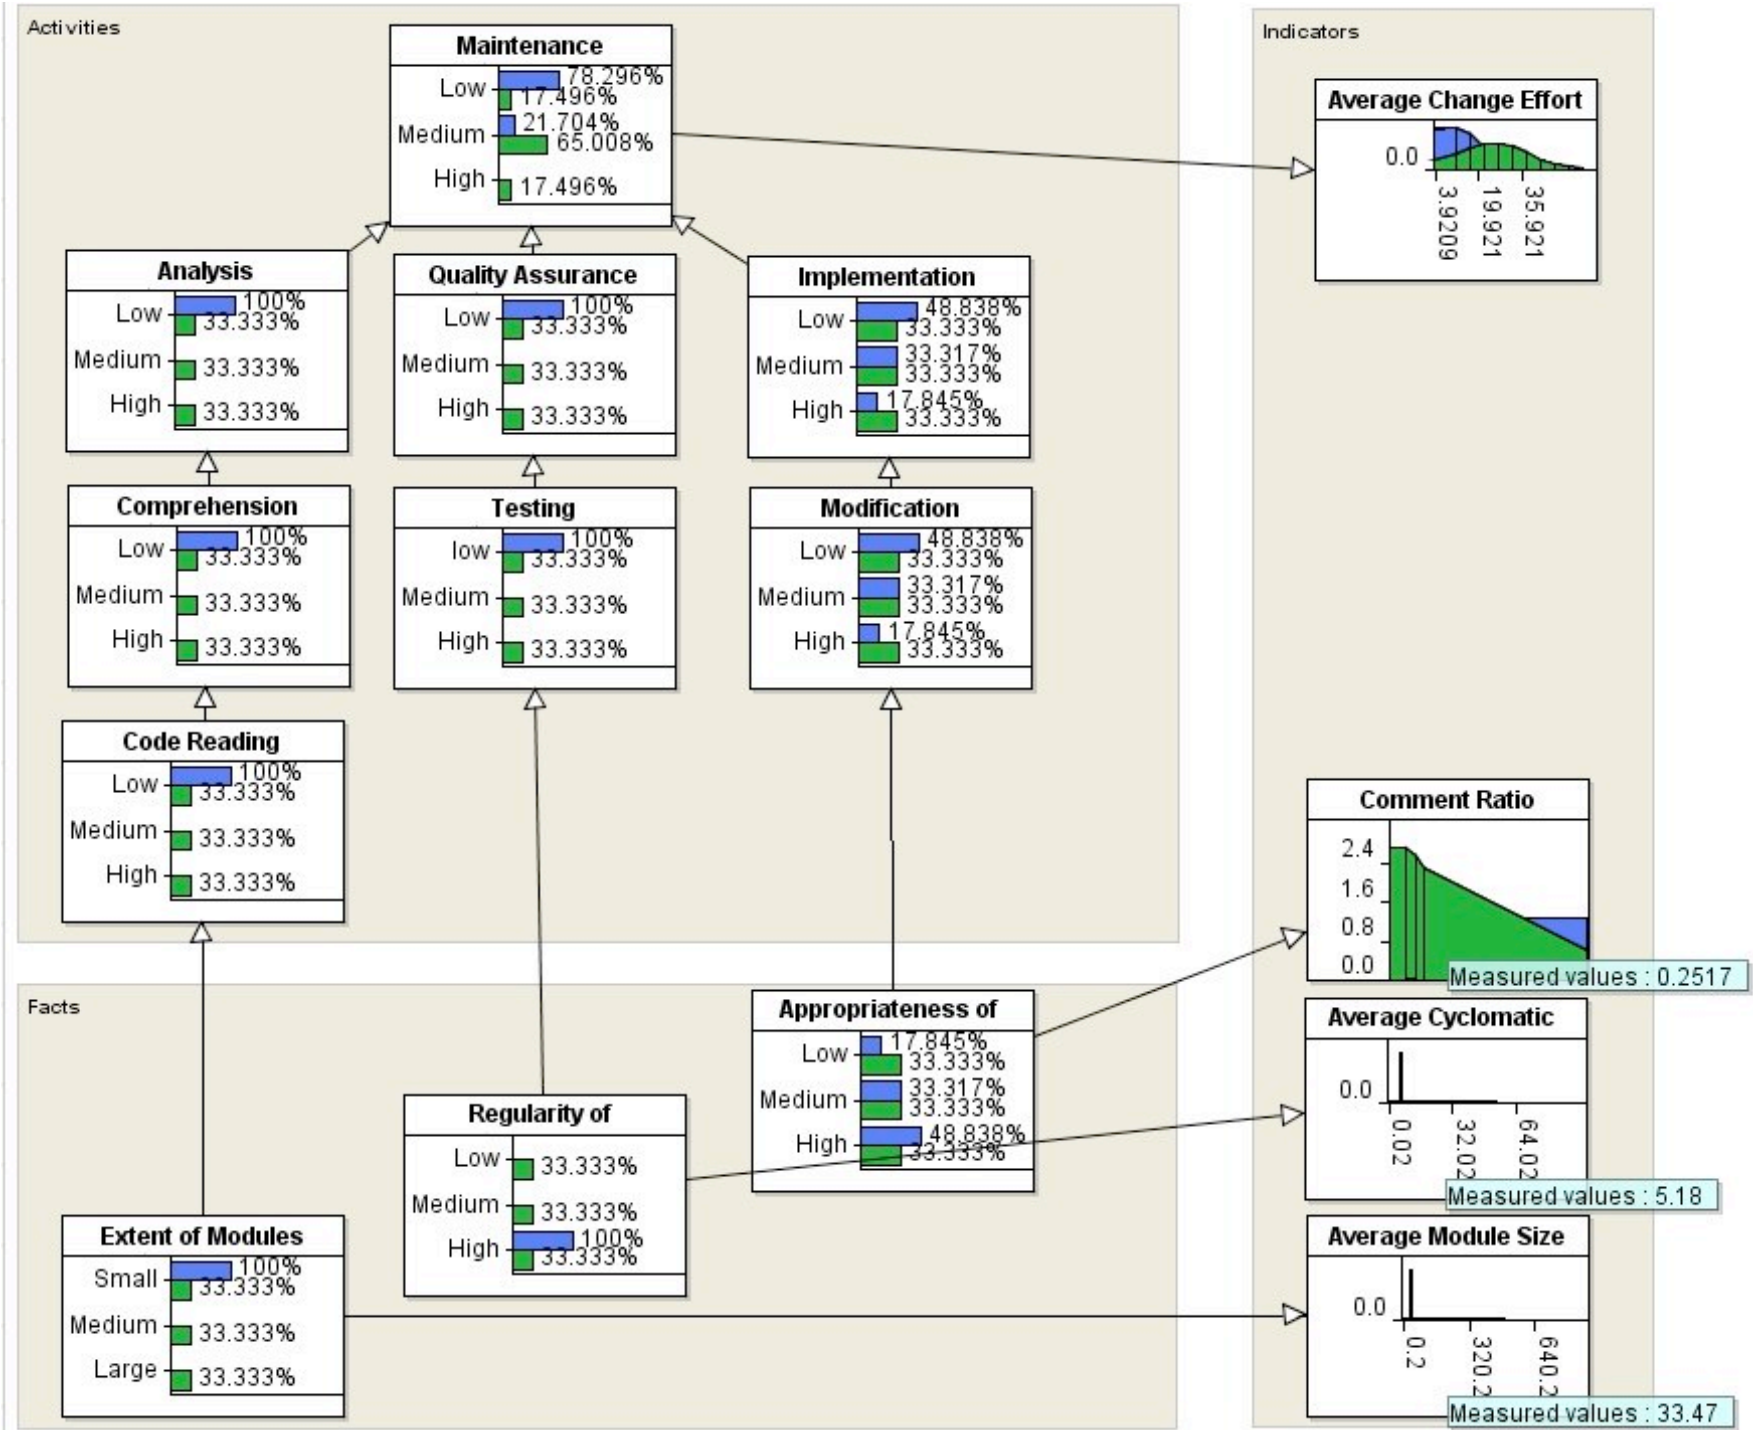 Activities
Maintenance
Low 78.296%
17.496%
Medium 21.704%
65.008%
High 17.496%
Analysis
Low 100%
33.333%
Medium 33.333%
High 33.333%
Quality Assurance
Low 100%
33.333%
Medium 33.333%
High 33.333%
Implementation
Low 48.838%
33.333%
Medium 33.317%
33.333%
High 17.845%
33.333%
Comprehension
Low 100%
33.333%
Medium 33.333%
High 33.333%
Testing
low 100%
33.333%
Medium 33.333%
High 33.333%
Modification
Low 48.838%
33.333%
Medium 33.317%
33.333%
High 17.845%
33.333%
Code Reading
Low 100%
33.333%
Medium 33.333%
High 33.333%
Facts
Appropriateness of
Low 17.845%
33.333%
Medium 33.317%
33.333%
High 48.838%
33.333%
Regularity of
Low 33.333%
Medium 33.333%
High 100%
33.333%
Extent of Modules
Small 100%
33.333%
Medium 33.333%
Large 33.333%
Indicators
Average Change Effort
0.0
3.9209
19.921
35.921
Comment Ratio
2.4
1.6
0.8
0.0
Measured values : 0.2517
Average Cyclomatic
0.0
0.02
32.02
64.02
Measured values : 5.18
Average Module Size
0.0
0.2
320.2
640.2
Measured values : 33.47